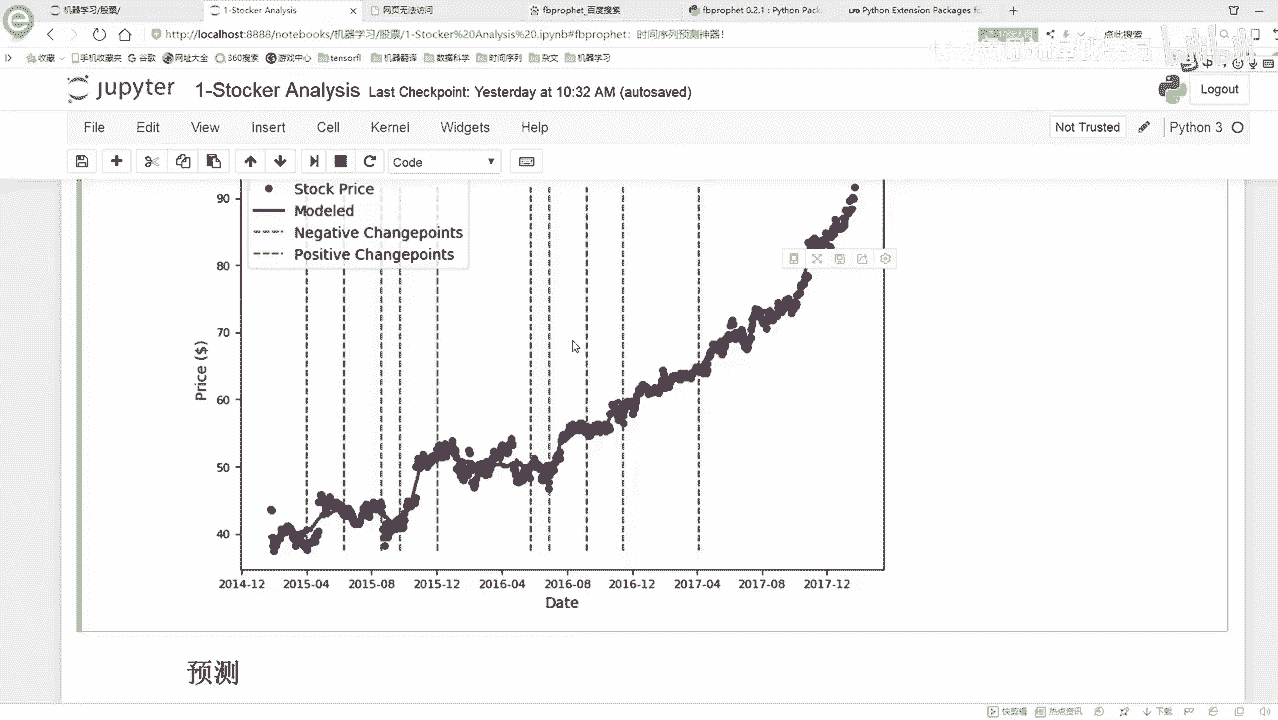 机器学习/股票/
1-Stocker Analysis
网页无法访问
fbprophet_百度搜索
fbprophet 0.2.1 : Python Pack
Python Extension Packages fo
http://localhost:8888/notebooks/机器学习/股票/1-Stocker%20Analysis%20.ipynb#fbprophet：时间序列预测神器！
点此搜索
收藏 手机收藏夹 谷歌 网址大全 360搜索 游戏中心 tensorfl 机器翻译 数据科学 时间序列 杂文 机器学习
jupyter 1-Stocker Analysis Last Checkpoint: Yesterday at 10:32 AM (autosaved)
Logout
File Edit View Insert Cell Kernel Widgets Help
Not Trusted
Python 3
Code
Stock Price
Modeled
Negative Changepoints
Positive Changepoints
90
80
70
60
50
40
Price ($)
2014-12 2015-04 2015-08 2015-12 2016-04 2016-08 2016-12 2017-04 2017-08 2017-12
Date
预测
快剪辑 热点资讯 下载